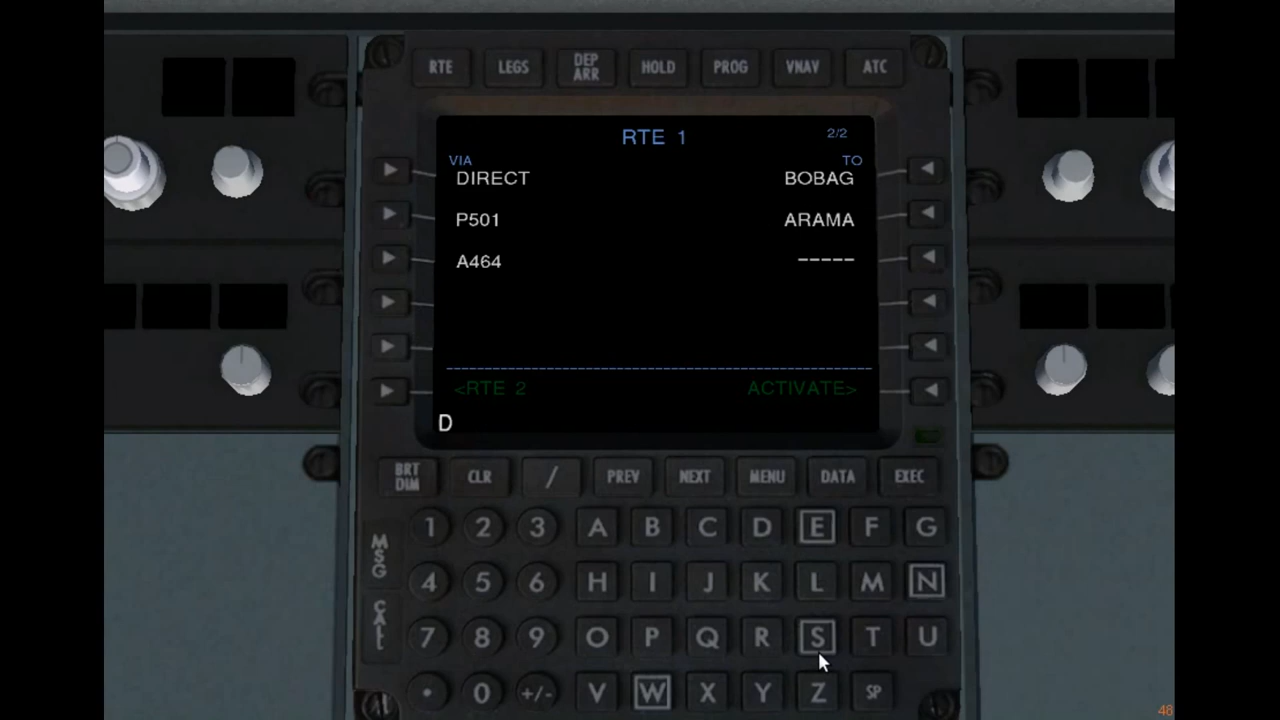 RTE LEGS DEP ARR HOLD PROG VNAV ATC
RTE 1 2/2
VIA TO
DIRECT BOBAG
P501 ARAMA
A464 -----
<RTE 2 ACTIVATE>
D
BRT DIM CLR / PREV NEXT MENU DATA EXEC
1 2 3 A B C D E F G
MSG
4 5 6 H I J K L M N
CALL
7 8 9 O P Q R S T U
. 0 +/- V W X Y Z SP
46